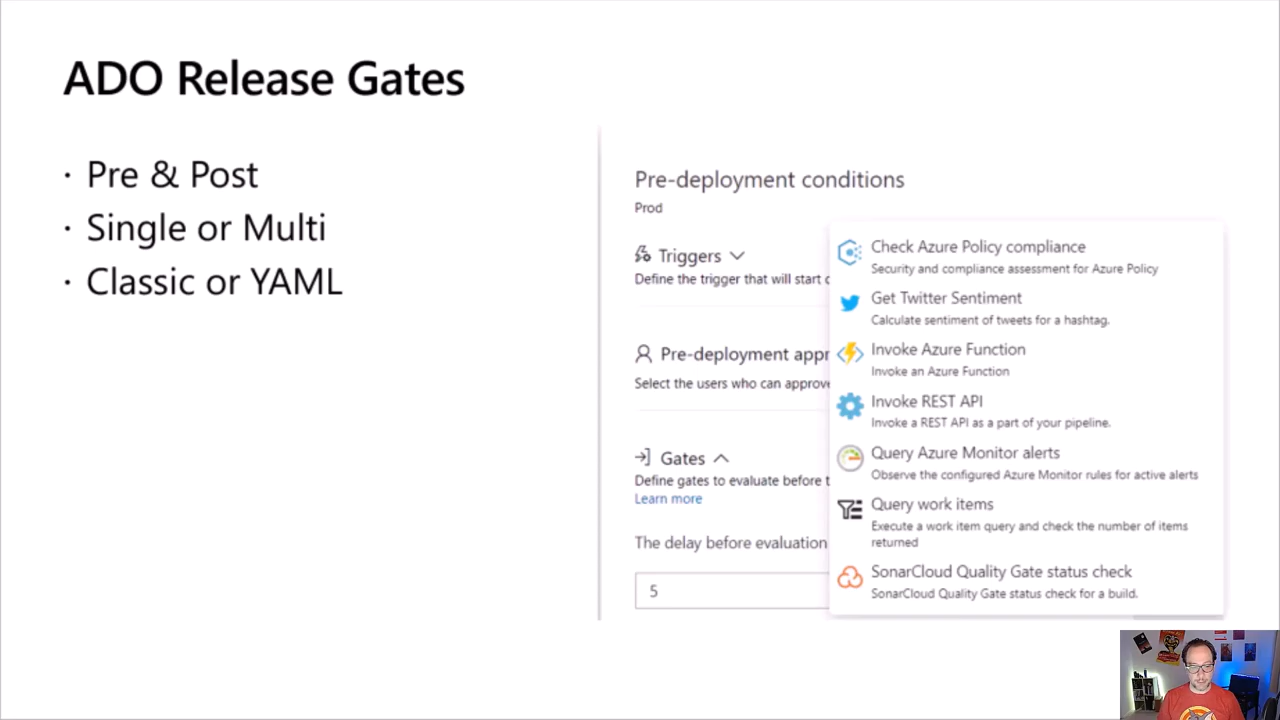 ADO Release Gates
· Pre & Post
· Single or Multi
· Classic or YAML
Pre-deployment conditions
Prod
Triggers
Define the trigger that will start
Pre-deployment
Select the users who can
Gates
Define gates to evaluate before
Learn more
The delay before evaluation
5
Check Azure Policy compliance
Security and compliance assessment for Azure Policy
Get Twitter Sentiment
Calculate sentiment of tweets for a hashtag.
Invoke Azure Function
Invoke an Azure Function
Invoke REST API
Invoke a REST API as a part of your pipeline.
Query Azure Monitor alerts
Observe the configured Azure Monitor rules for active alerts
Query work items
Execute a work item query and check the number of items
returned
SonarCloud Quality Gate status check
SonarCloud Quality Gate status check for a build.